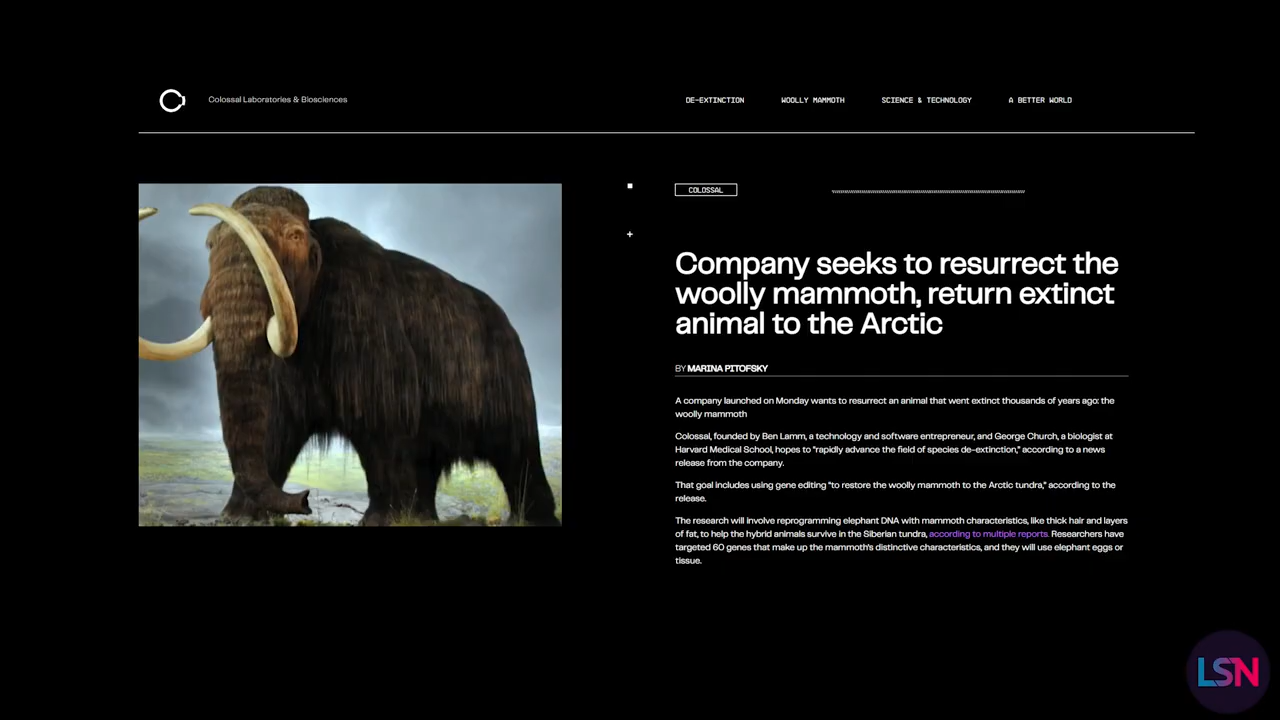 Colossal Laboratories & Biosciences
DE-EXTINCTION
WOOLLY MAMMOTH
SCIENCE & TECHNOLOGY
A BETTER WORLD
COLOSSAL
Company seeks to resurrect the
woolly mammoth, return extinct
animal to the Arctic
BY MARINA PITOFSKY
A company launched on Monday wants to resurrect an animal that went extinct thousands of years ago: the
woolly mammoth
Colossal, founded by Ben Lamm, a technology and software entrepreneur, and George Church, a biologist at
Harvard Medical School, hopes to "rapidly advance the field of species de-extinction," according to a news
release from the company.
That goal includes using gene editing "to restore the woolly mammoth to the Arctic tundra," according to the
release.
The research will involve reprogramming elephant DNA with mammoth characteristics, like thick hair and layers
of fat, to help the hybrid animals survive in the Siberian tundra, according to multiple reports. Researchers have
targeted 60 genes that make up the mammoth's distinctive characteristics, and they will use elephant eggs or
tissue.
LSN